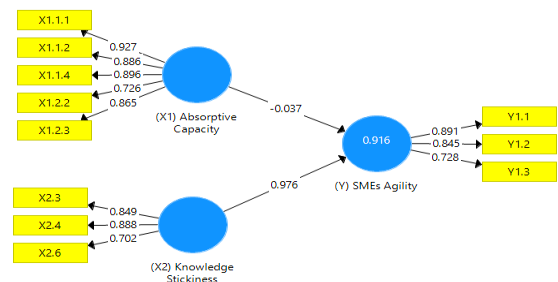 X1.1.1
X1.1.2
X1.1.4
X1.2.2
X1.2.3
0.927
0.886
0.896
0.726
0.865
(X1) Absorptive
Capacity
-0.037
0.916
(Y) SMEs Agility
0.891
0.845
0.728
Y1.1
Y1.2
Y1.3
0.976
X2.3
X2.4
X2.6
0.849
0.888
0.702
(X2) Knowledge
Stickiness